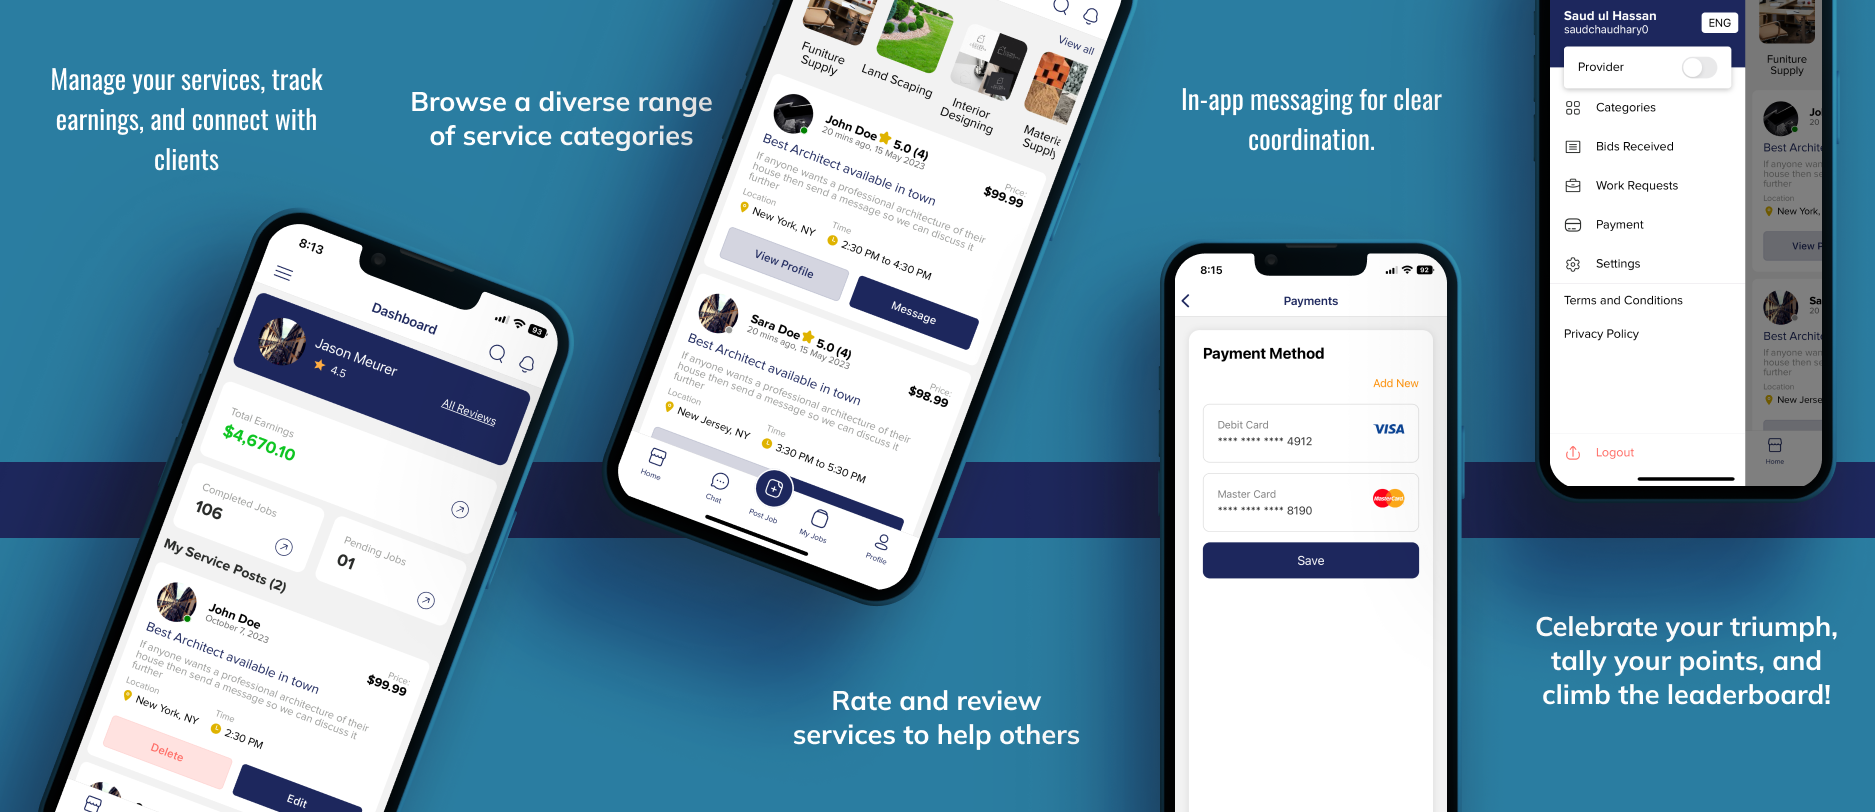 Manage your services, track
earnings, and connect with
clients
8:13
93
Dashboard
Jason Meurer
4.5
All Reviews
Total Earnings
$4,670.10
Completed Jobs
106
Pending Jobs
01
My Service Posts (2)
John Doe
October 7, 2023
Best Architect available in town
If anyone wants a professional architecture of their
house then send a message so we can discuss it
further
Price:
$99.99
Location
New York, NY
Time
2:30 PM
Delete
Edit
Browse a diverse range
of service categories
View all
Funiture
Supply
Land Scaping
Interior
Designing
Supply
John Doe 5.0 (4)
20 mins ago, 15 May 2023
Best Architect available in town
If anyone wants a professional architecture of their
house then send a message so we can discuss it
further
Price:
$99.99
Location
New York, NY
Time
2:30 PM to 4:30 PM
View Profile
Message
Sara Doe 5.0 (4)
20 mins ago, 15 May 2023
Best Architect available in town
If anyone wants a professional architecture of their
house then send a message so we can discuss it
further
Price:
$98.99
Location
New Jersey, NY
Time
3:30 PM to 5:30 PM
Home
Chat
Post Job
My Jobs
Profile
Rate and review
services to help others
In-app messaging for clear
coordination.
8:15
92
Payments
Payment Method
Add New
Debit Card
**** **** **** 4912
VISA
Master Card
**** **** **** 8190
MasterCard
Save
Saud ul Hassan
saudchaudhary0
ENG
Provider
Categories
Bids Received
Work Requests
Payment
Settings
Terms and Conditions
Privacy Policy
Logout
Funiture
Supply
Jo
20
Best Archite
If anyone wan
house then se
further
Location
New York,
View P
Sa
20
Best Archite
If anyone wan
house then se
further
Location
New Jerse
Home
Celebrate your triumph,
tally your points, and
climb the leaderboard!